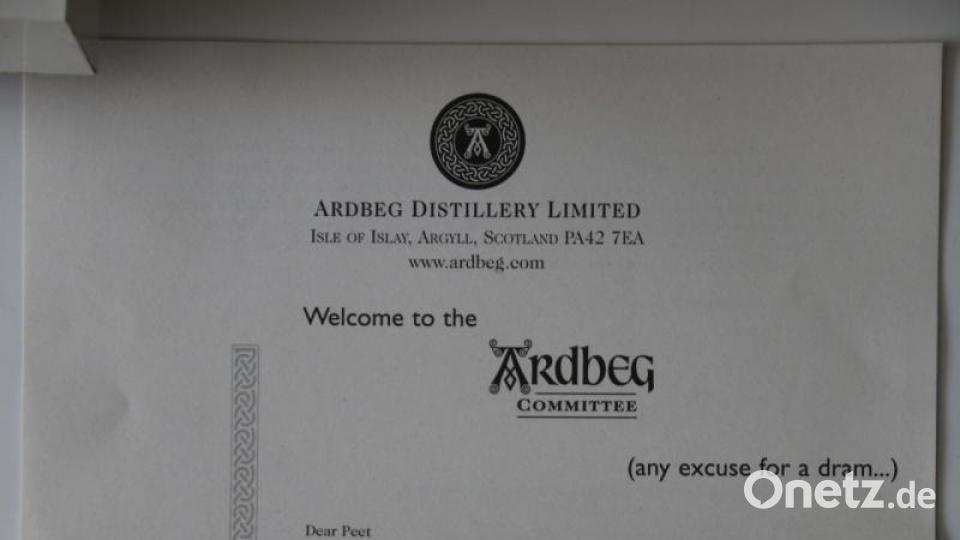 A
ARDBEG DISTILLERY LIMITED
ISLE OF ISLAY, ARGYLL, SCOTLAND PA42 7EA
www.ardbeg.com
Welcome to the
ARdbEG
COMMITTEE
(any excuse for a dram...)
Onetz.de
Dear Peet